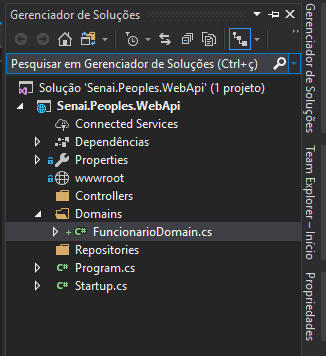 Gerenciador de Soluções
Pesquisar em Gerenciador de Soluções (Ctrl+ç)
Solução 'Senai.Peoples.WebApi' (1 projeto)
Senai.Peoples.WebApi
Connected Services
Dependências
Properties
wwwroot
Controllers
Domains
+ C# FuncionarioDomain.cs
Repositories
C# Program.cs
C# Startup.cs
Gerenciador de Soluções
Team Explorer – Início
Propriedades